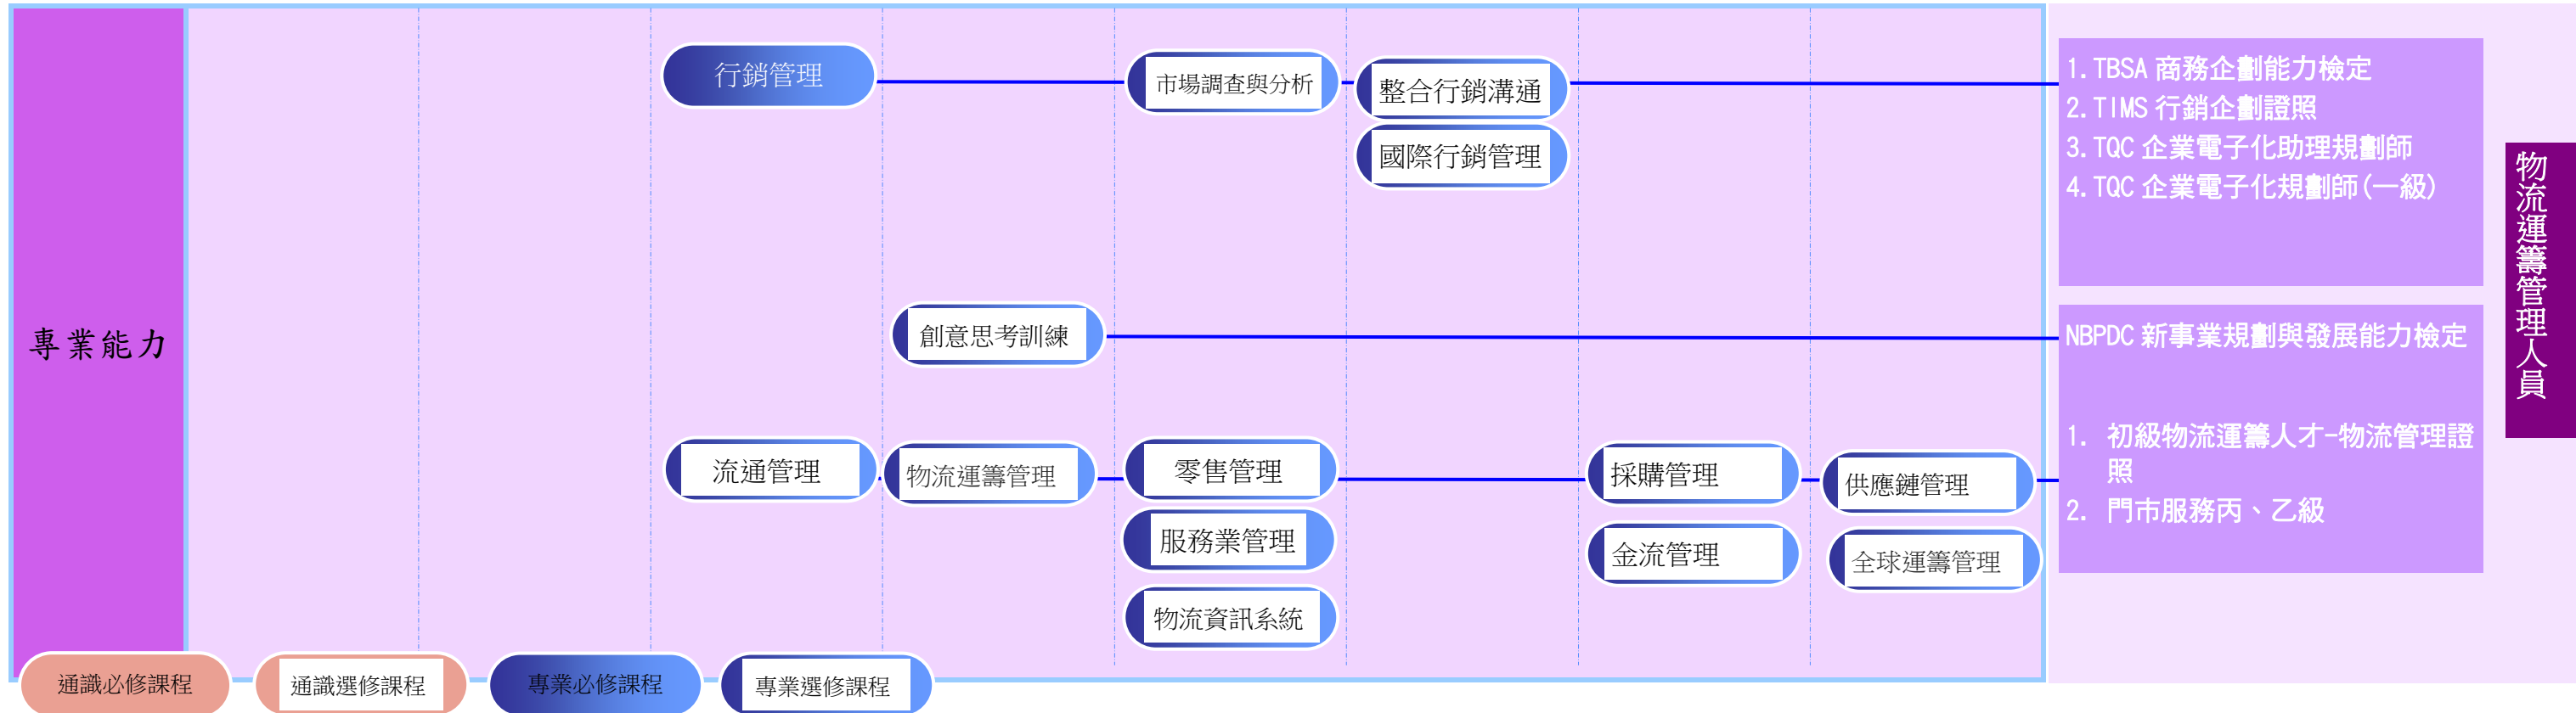 專業能力
行銷管理
市場調查與分析
整合行銷溝通
國際行銷管理
1.TBSA 商務企劃能力檢定
2.TIMS 行銷企劃證照
3.TQC 企業電子化助理規劃師
4.TQC 企業電子化規劃師(一級)
創意思考訓練
NBPDC 新事業規劃與發展能力檢定
流通管理
物流運籌管理
零售管理
服務業管理
物流資訊系統
採購管理
金流管理
供應鏈管理
全球運籌管理
1. 初級物流運籌人才-物流管理證
照
2. 門市服務丙、乙級
物流運籌管理人員
通識必修課程
通識選修課程
專業必修課程
專業選修課程